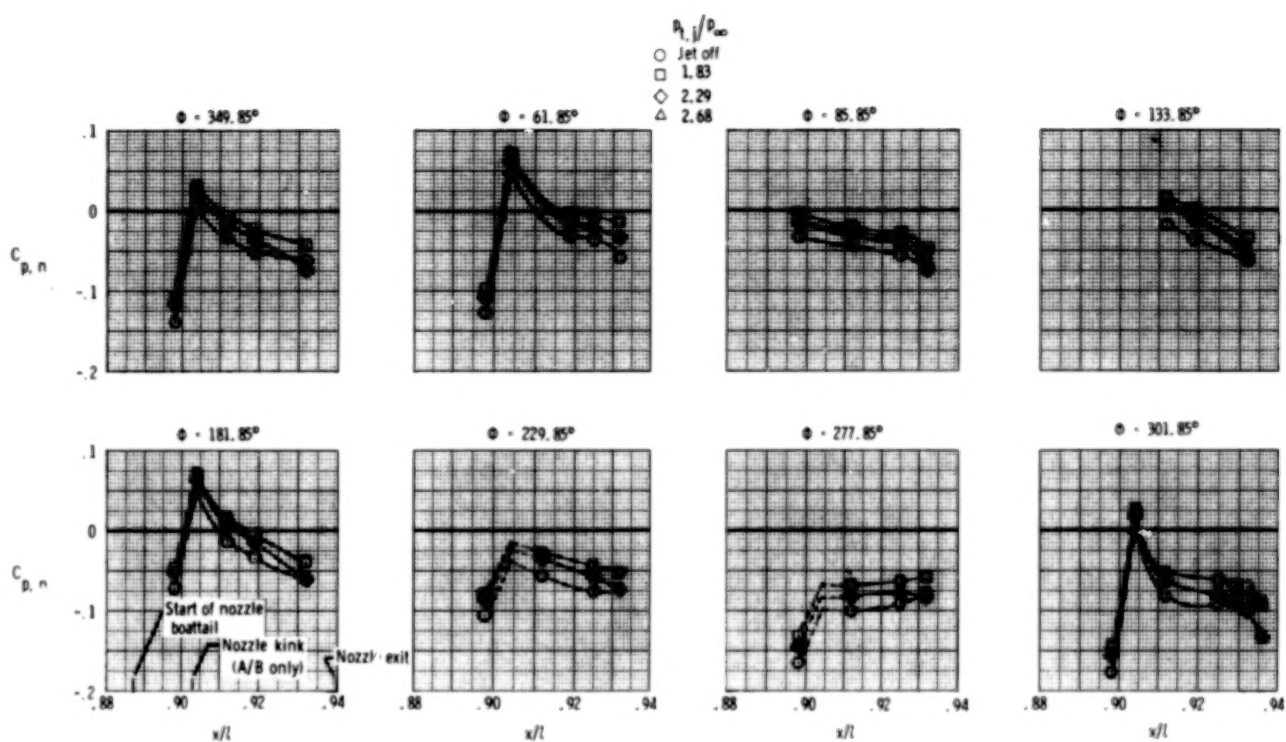 p_t,j/p_∞
Jet off
1.83
2.29
2.68
Φ - 349.85°
Φ - 61.85°
Φ - 85.85°
Φ - 133.85°
.1
0
-.1
-.2
C_p,n
Φ - 181.85°
Φ - 229.85°
Φ - 277.85°
Φ - 301.85°
.1
0
-.1
-.2
C_p,n
Start of nozzle
boattail
Nozzle kink
(A/B only)
Nozzle exit
.88 .90 .92 .94 .88 .90 .92 .94 .88 .90 .92 .94 .88 .90 .92 .94
x/l x/l x/l x/l